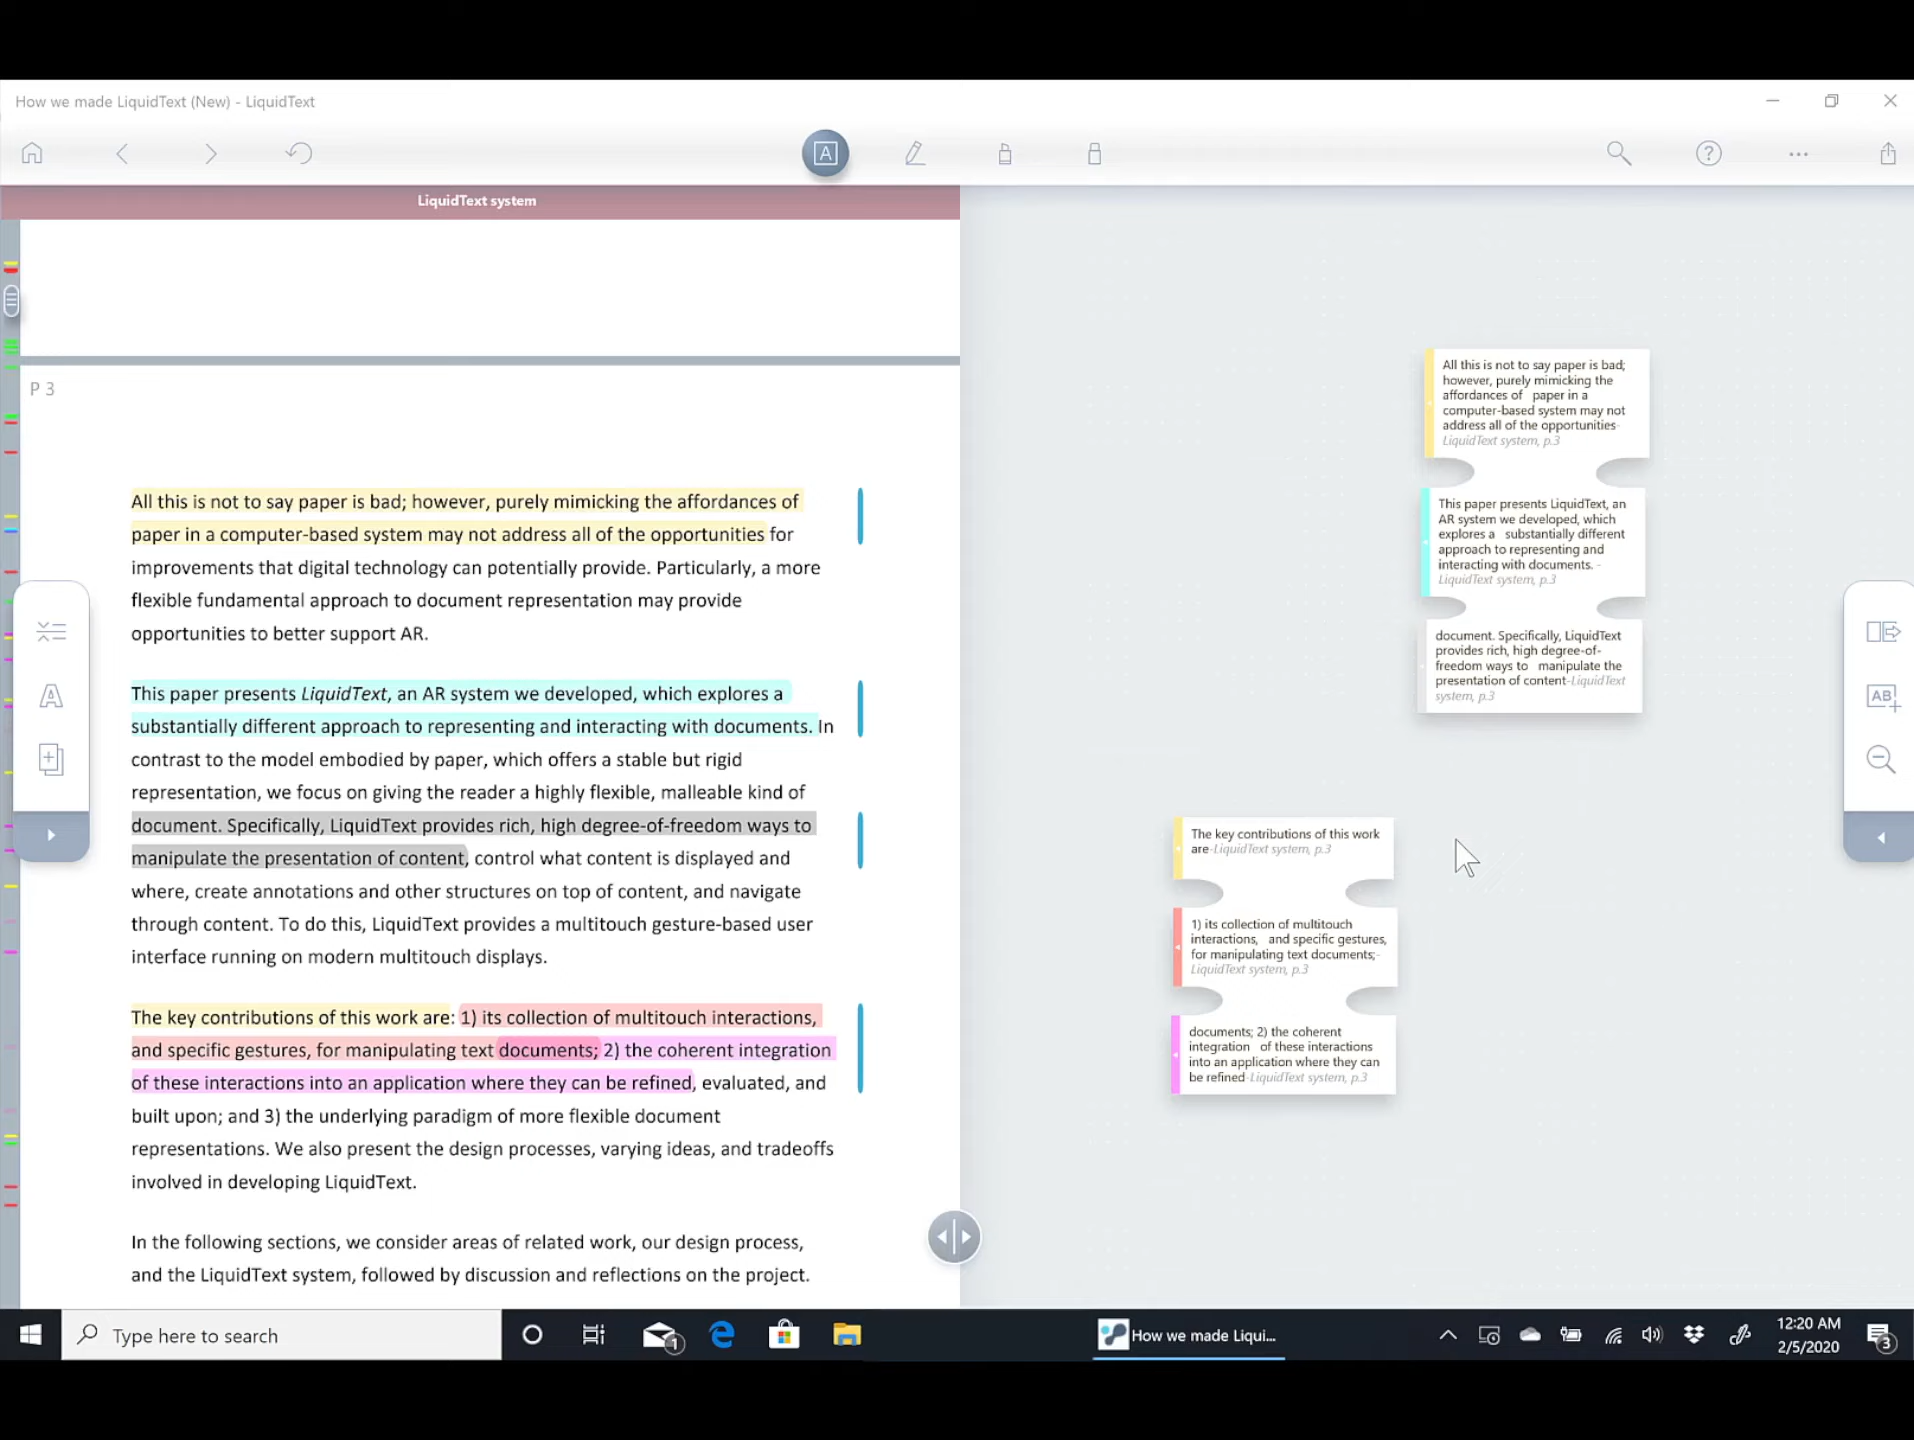 How we made LiquidText (New) - LiquidText
A
?
LiquidText system
P 3
All this is not to say paper is bad; however, purely mimicking the affordances of
paper in a computer-based system may not address all of the opportunities for
improvements that digital technology can potentially provide. Particularly, a more
flexible fundamental approach to document representation may provide
opportunities to better support AR.
This paper presents LiquidText, an AR system we developed, which explores a
substantially different approach to representing and interacting with documents. In
contrast to the model embodied by paper, which offers a stable but rigid
representation, we focus on giving the reader a highly flexible, malleable kind of
document. Specifically, LiquidText provides rich, high degree-of-freedom ways to
manipulate the presentation of content, control what content is displayed and
where, create annotations and other structures on top of content, and navigate
through content. To do this, LiquidText provides a multitouch gesture-based user
interface running on modern multitouch displays.
The key contributions of this work are: 1) its collection of multitouch interactions,
and specific gestures, for manipulating text documents; 2) the coherent integration
of these interactions into an application where they can be refined, evaluated, and
built upon; and 3) the underlying paradigm of more flexible document
representations. We also present the design processes, varying ideas, and tradeoffs
involved in developing LiquidText.
In the following sections, we consider areas of related work, our design process,
and the LiquidText system, followed by discussion and reflections on the project.
A
All this is not to say paper is bad;
however, purely mimicking the
affordances of paper in a
computer-based system may not
address all of the opportunities-
LiquidText system, p.3
This paper presents LiquidText, an
AR system we developed, which
explores a substantially different
approach to representing and
interacting with documents. -
LiquidText system, p.3
document. Specifically, LiquidText
provides rich, high degree-of-
freedom ways to manipulate the
presentation of content-LiquidText
system, p.3
The key contributions of this work
are-LiquidText system, p.3
1) its collection of multitouch
interactions, and specific gestures,
for manipulating text documents;-
LiquidText system, p.3
documents; 2) the coherent
integration of these interactions
into an application where they can
be refined-LiquidText system, p.3
AB
Type here to search
1
How we made Liqui...
12:20 AM
2/5/2020
3